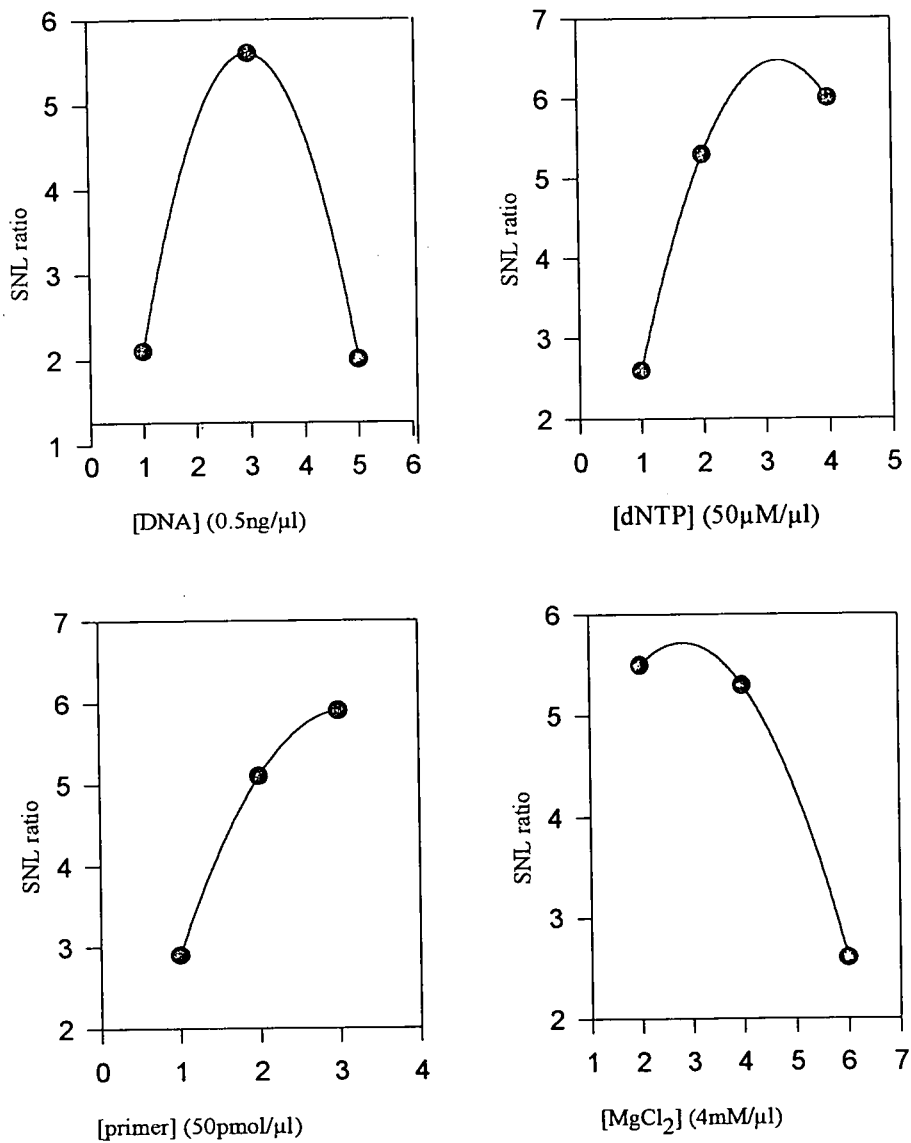 6
5
4
3
2
1
SNL ratio
0 1 2 3 4 5 6
[DNA] (0.5ng/µl)
7
6
5
4
3
2
SNL ratio
0 1 2 3 4 5
[dNTP] (50µM/µl)
7
6
5
4
3
2
SNL ratio
0 1 2 3 4
[primer] (50pmol/µl)
6
5
4
3
2
SNL ratio
1 2 3 4 5 6 7
[MgCl2] (4mM/µl)